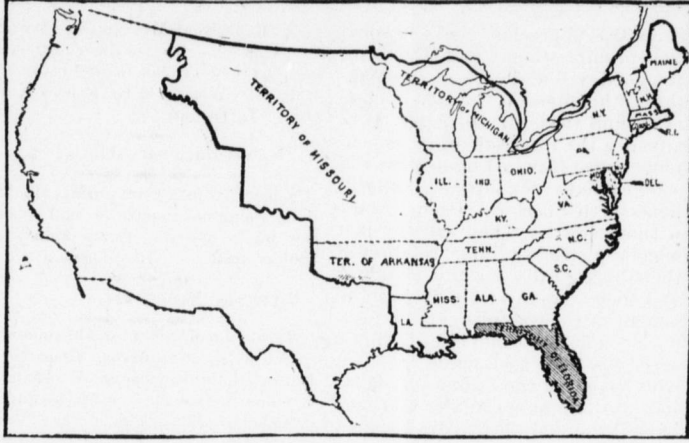 MAINE
N.H.
TERRITORY OF MISSOURI
TERRITORY OF MICHIGAN
N.Y.
MASS.
R.I.
PA.
ILL.
IND.
OHIO.
DEL.
VA.
KY.
N.C.
TENN.
TER. OF ARKANSAS
S.C.
MISS.
ALA.
GA.
LA.
TERRITORY OF FLORIDA